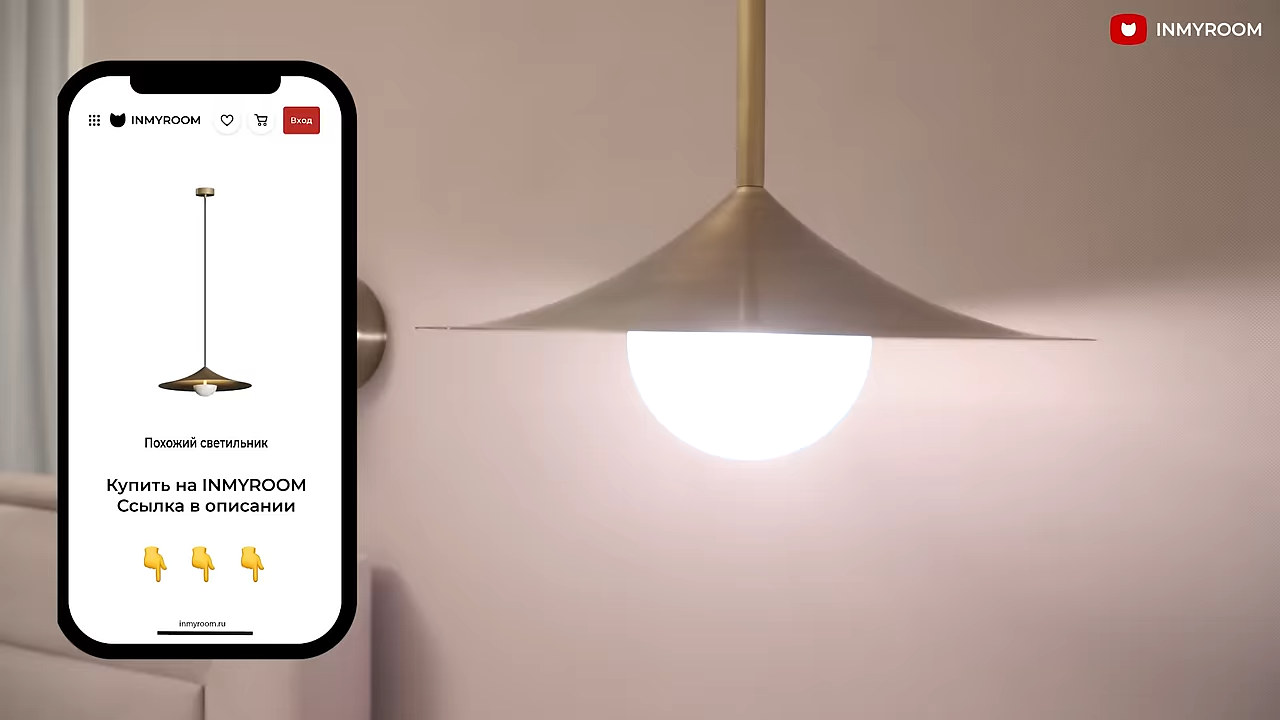 INMYROOM
INMYROOM
Вход
Похожий светильник
Купить на INMYROOM
Ссылка в описании
inmyroom.ru